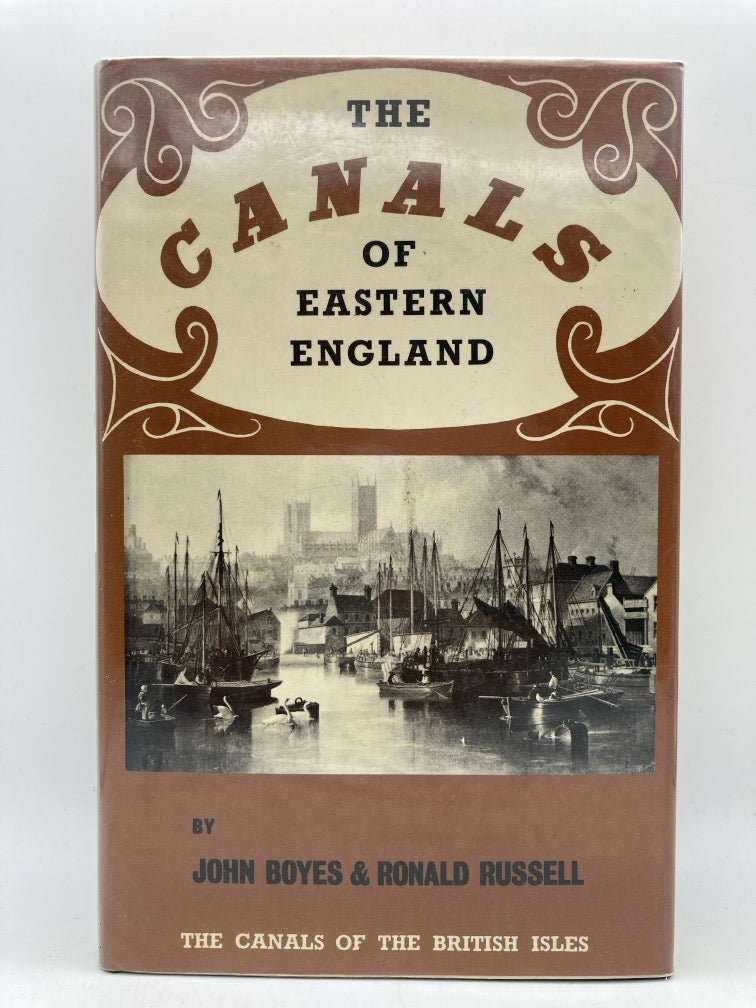 THE
CANALS
OF
EASTERN
ENGLAND
BY
JOHN BOYES & RONALD RUSSELL
THE CANALS OF THE BRITISH ISLES